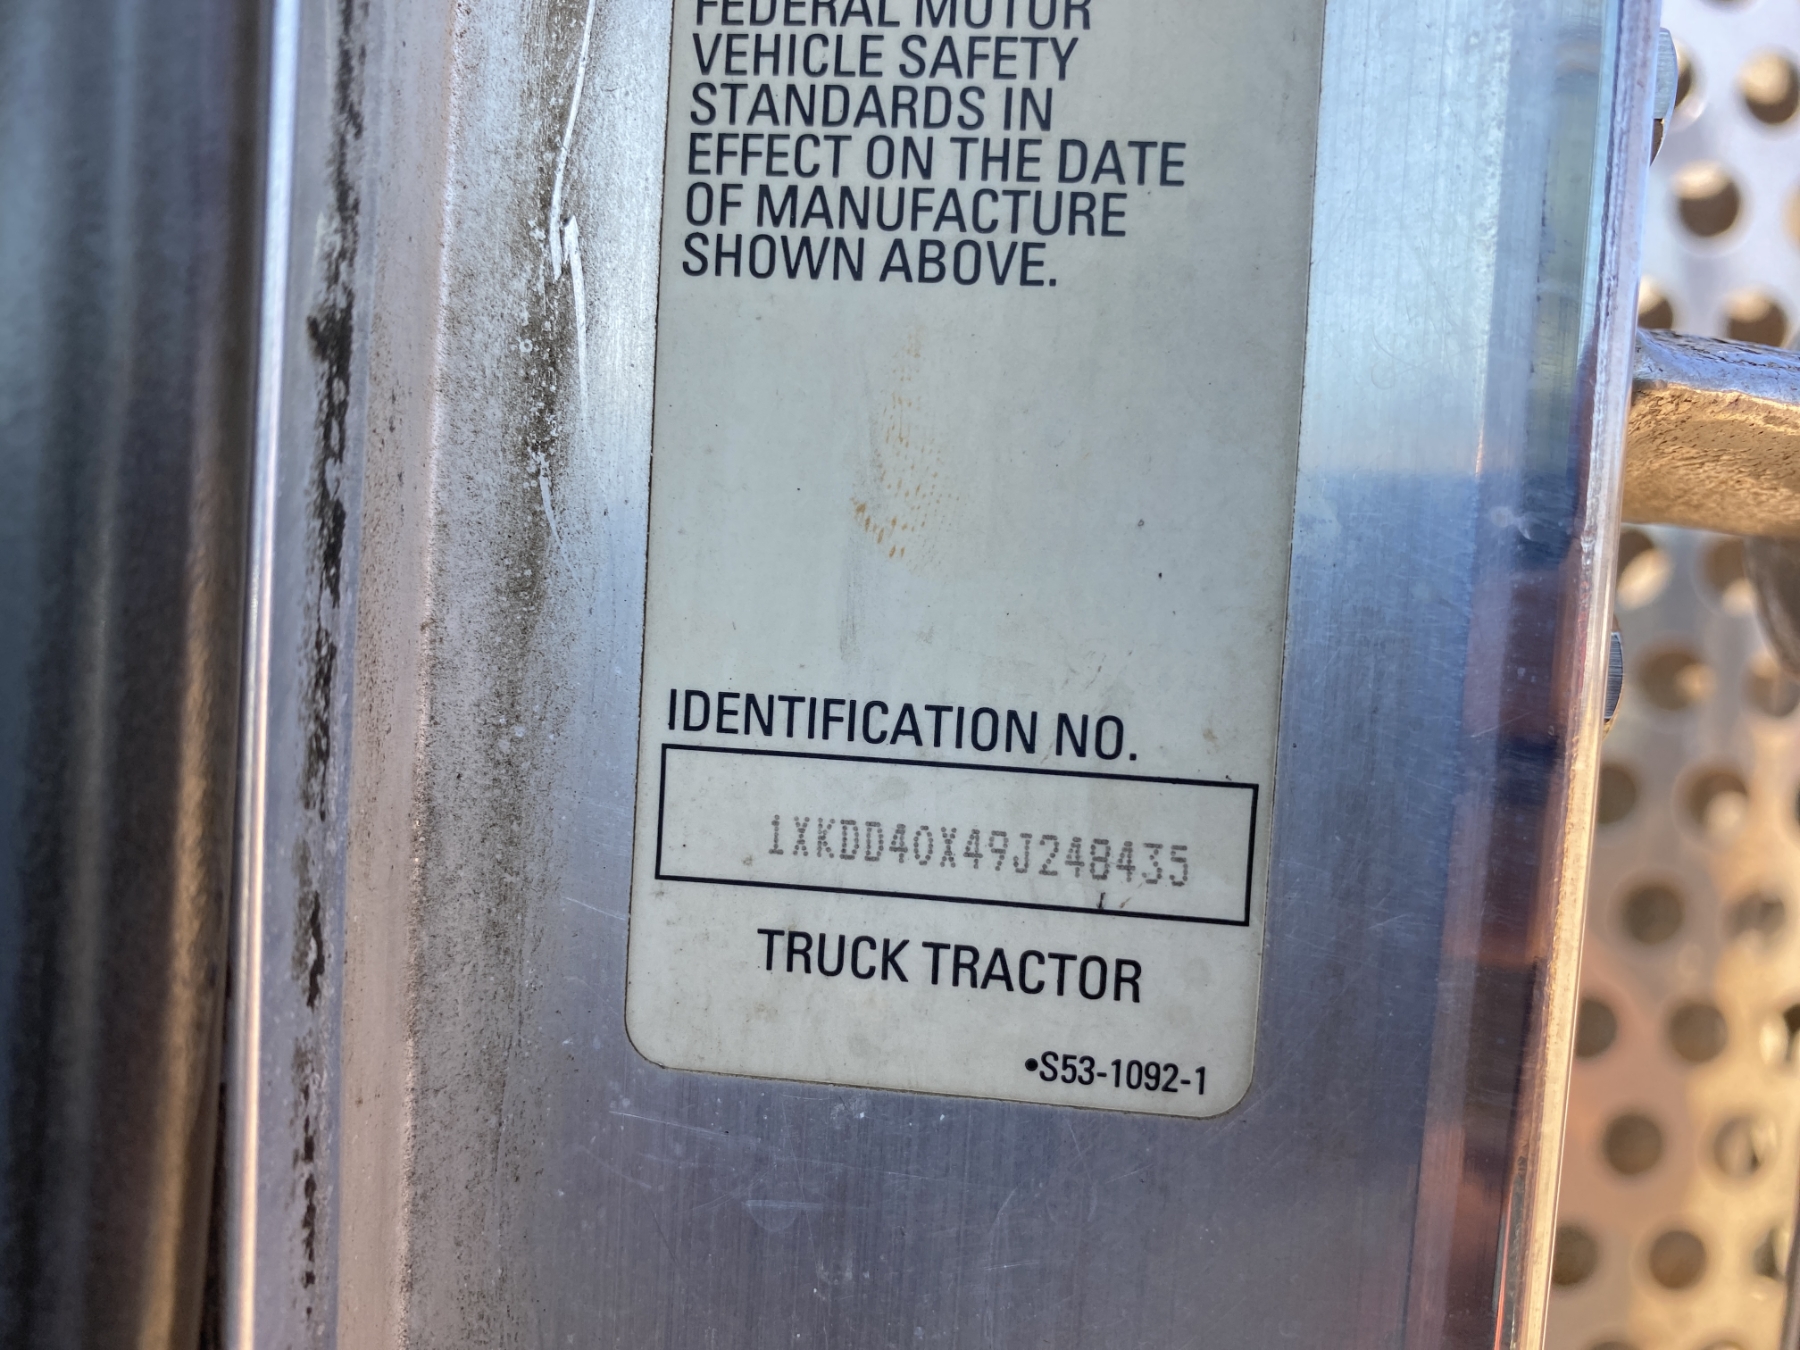 FEDERAL MOTOR
VEHICLE SAFETY
STANDARDS IN
EFFECT ON THE DATE
OF MANUFACTURE
SHOWN ABOVE.
IDENTIFICATION NO.
1XKDD40X49J248435
TRUCK TRACTOR
•S53-1092-1